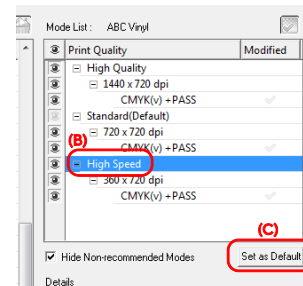 Mode List : ABC Vinyl
Print Quality Modified
High Quality
1440 x 720 dpi
CMYK(v) +PASS
Standard(Default)
720 x 720 dpi
(B) CMYK(v) +PASS
High Speed
360 x 720 dpi
CMYK(v) +PASS
(C)
Hide Non-recommended Modes Set as Default
Details